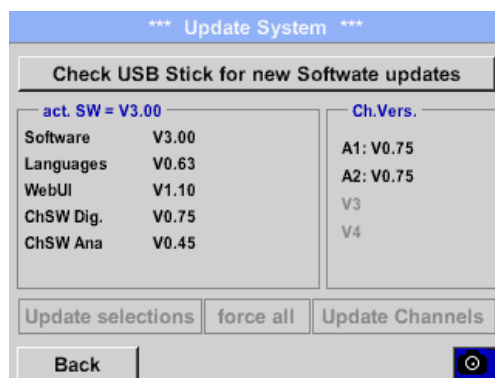 *** Update System ***
Check USB Stick for new Softwate updates
act. SW = V3.00
Software V3.00
Languages V0.63
WebUI V1.10
ChSW Dig. V0.75
ChSW Ana V0.45
Ch.Vers.
A1: V0.75
A2: V0.75
V3
V4
Update selections force all Update Channels
Back